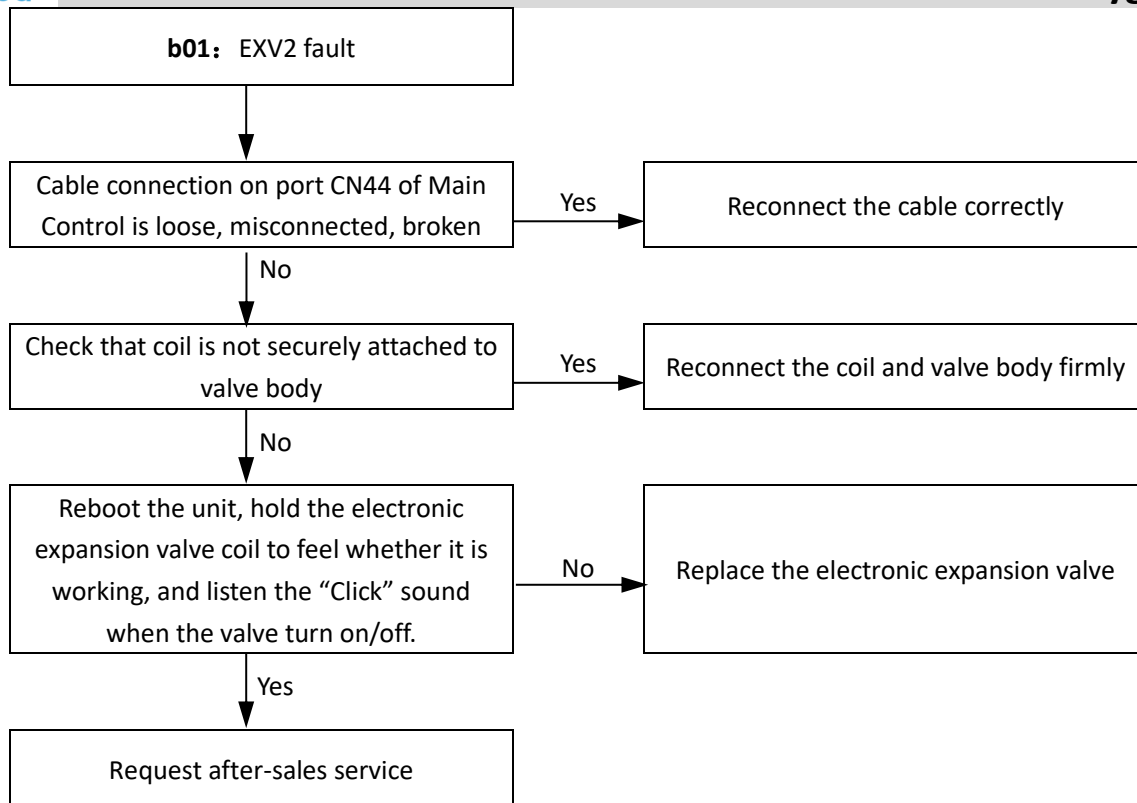 b01： EXV2 fault
Cable connection on port CN44 of Main
Control is loose, misconnected, broken
Yes
Reconnect the cable correctly
No
Check that coil is not securely attached to
valve body
Yes
Reconnect the coil and valve body firmly
No
Reboot the unit, hold the electronic
expansion valve coil to feel whether it is
working, and listen the “Click” sound
when the valve turn on/off.
No
Replace the electronic expansion valve
Yes
Request after-sales service